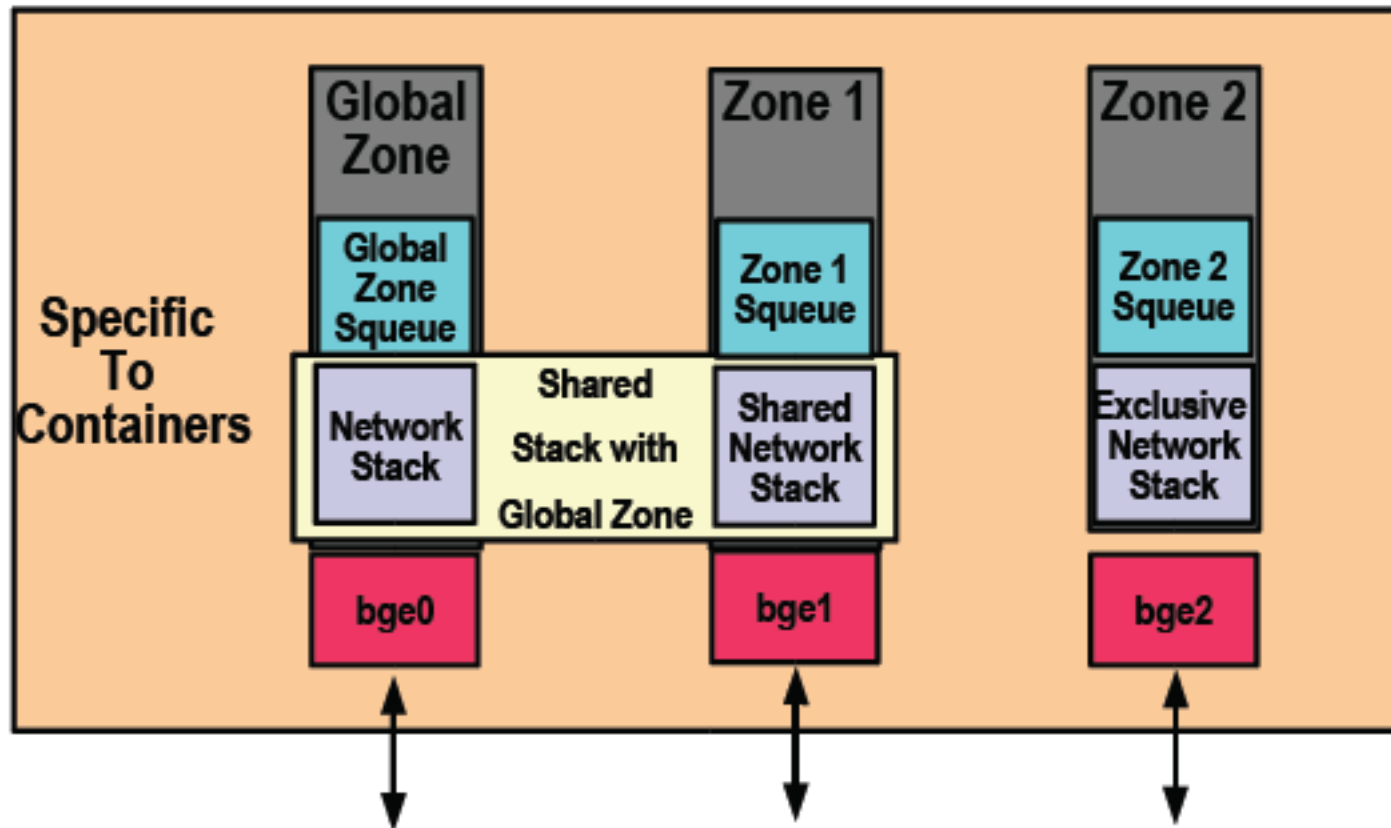 Global
Zone
Zone 1
Zone 2
Global
Zone
Squeue
Zone 1
Squeue
Zone 2
Squeue
Specific
To
Containers
Network
Stack
Shared
Stack with
Global Zone
Shared
Network
Stack
Exclusive
Network
Stack
bge0
bge1
bge2